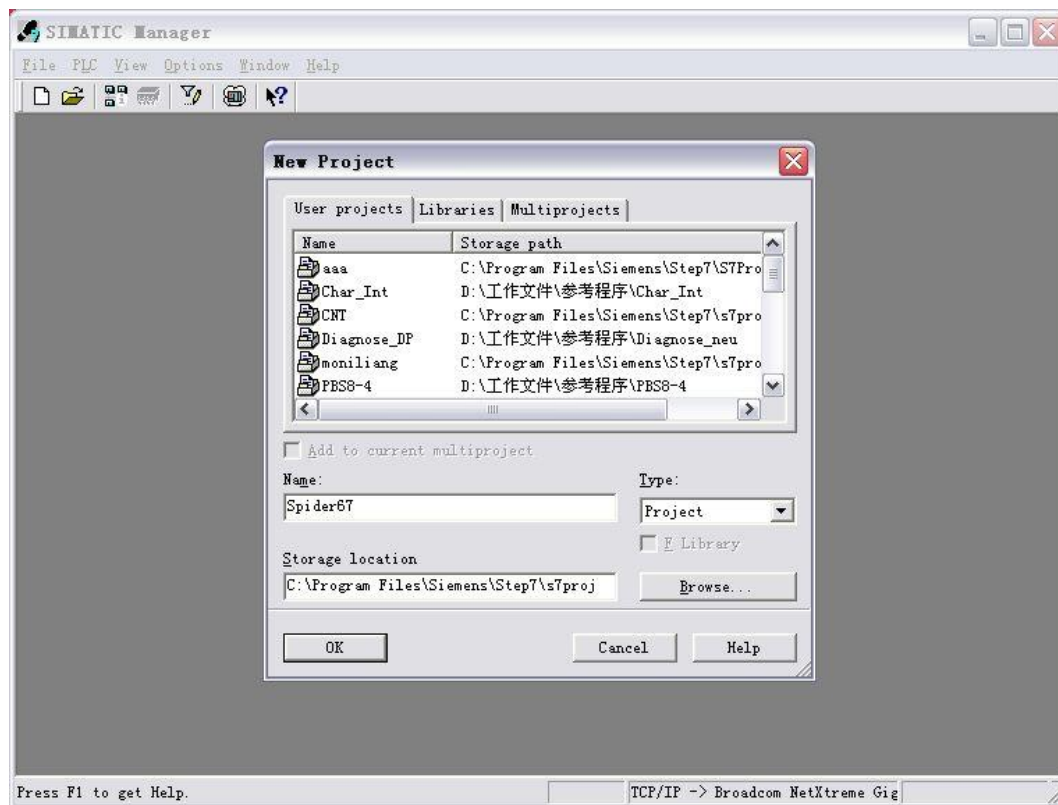 SIMATIC Manager
File PLC View Options Window Help
New Project
User projects Libraries Multiprojects
Name Storage path
aaa C:\Program Files\Siemens\Step7\S7Pro
Char_Int D:\工作文件\参考程序\Char_Int
CNT C:\Program Files\Siemens\Step7\s7pro
Diagnose_DP D:\工作文件\参考程序\Diagnose_neu
moniliang C:\Program Files\Siemens\Step7\s7pro
PBS8-4 D:\工作文件\参考程序\PBS8-4
Add to current multiproject
Name: Type:
Spider67 Project
F Library
Storage location
C:\Program Files\Siemens\Step7\s7proj Browse...
OK Cancel Help
Press F1 to get Help. TCP/IP -> Broadcom NetXtreme Gig